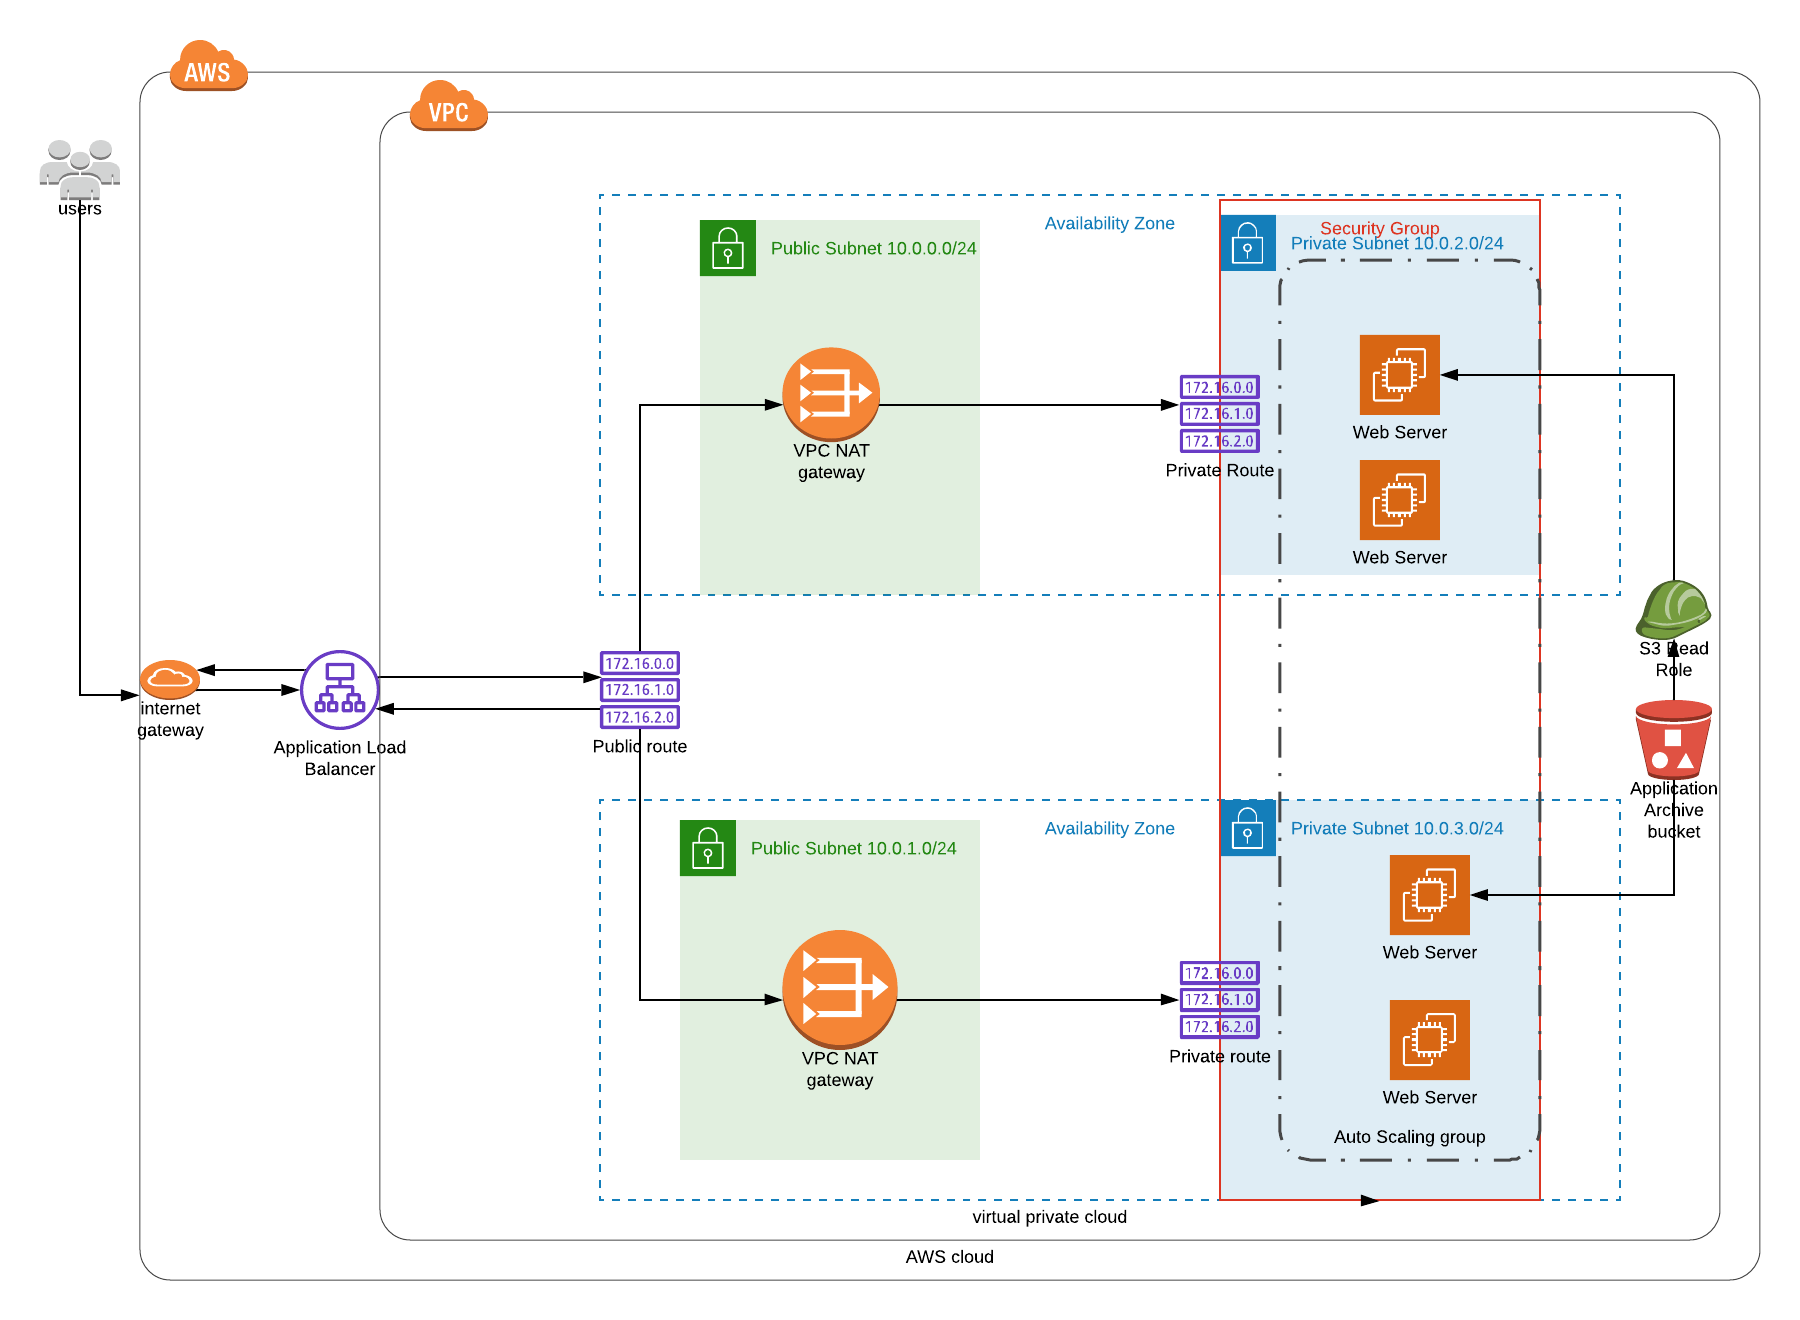 AWS
VPC
users
Availability Zone
Security Group
Public Subnet 10.0.0.0/24
Private Subnet 10.0.2.0/24
172.16.0.0
172.16.1.0
172.16.2.0
Private Route
VPC NAT
gateway
Web Server
Web Server
internet
gateway
Application Load
Balancer
172.16.0.0
172.16.1.0
172.16.2.0
Public route
S3 Read
Role
Application
Archive
bucket
Availability Zone
Public Subnet 10.0.1.0/24
Private Subnet 10.0.3.0/24
Web Server
172.16.0.0
172.16.1.0
172.16.2.0
Private route
VPC NAT
gateway
Web Server
Auto Scaling group
virtual private cloud
AWS cloud